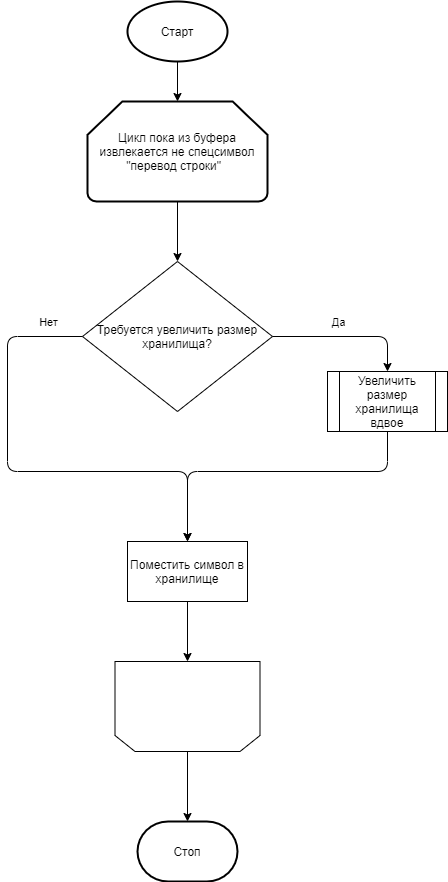 Старт
Цикл пока из буфера
извлекается не спецсимвол
"перевод строки"
Нет
Да
Требуется увеличить размер
хранилища?
Увеличить
размер
хранилища
вдвое
Поместить символ в
хранилище
Стоп